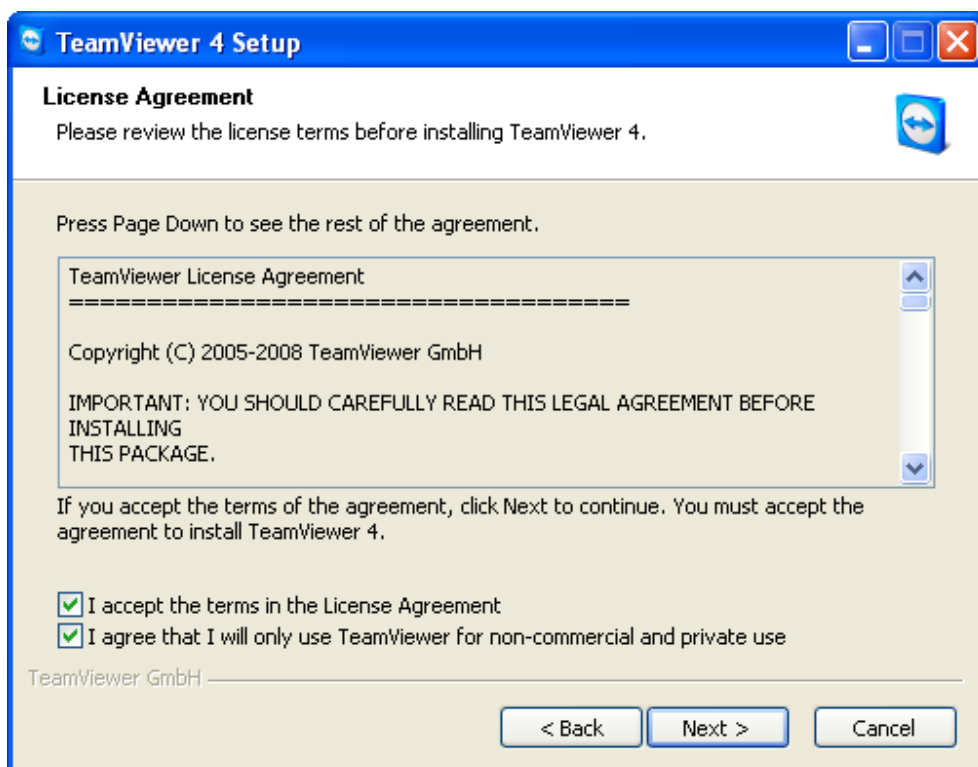 TeamViewer 4 Setup
License Agreement
Please review the license terms before installing TeamViewer 4.
Press Page Down to see the rest of the agreement.
TeamViewer License Agreement
=====================================
Copyright (C) 2005-2008 TeamViewer GmbH
IMPORTANT: YOU SHOULD CAREFULLY READ THIS LEGAL AGREEMENT BEFORE
INSTALLING
THIS PACKAGE.
If you accept the terms of the agreement, click Next to continue. You must accept the
agreement to install TeamViewer 4.
I accept the terms in the License Agreement
I agree that I will only use TeamViewer for non-commercial and private use
TeamViewer GmbH
< Back
Next >
Cancel